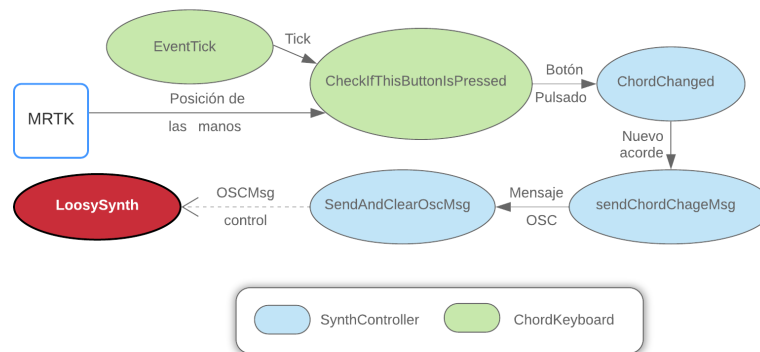 EventTick
Tick
CheckIfThisButtonIsPressed
Botón
Pulsado
ChordChanged
MRTK
Posición de
las manos
Nuevo
acorde
LoosySynth
OSCMsg
control
SendAndClearOscMsg
Mensaje
OSC
sendChordChageMsg
SynthController
ChordKeyboard